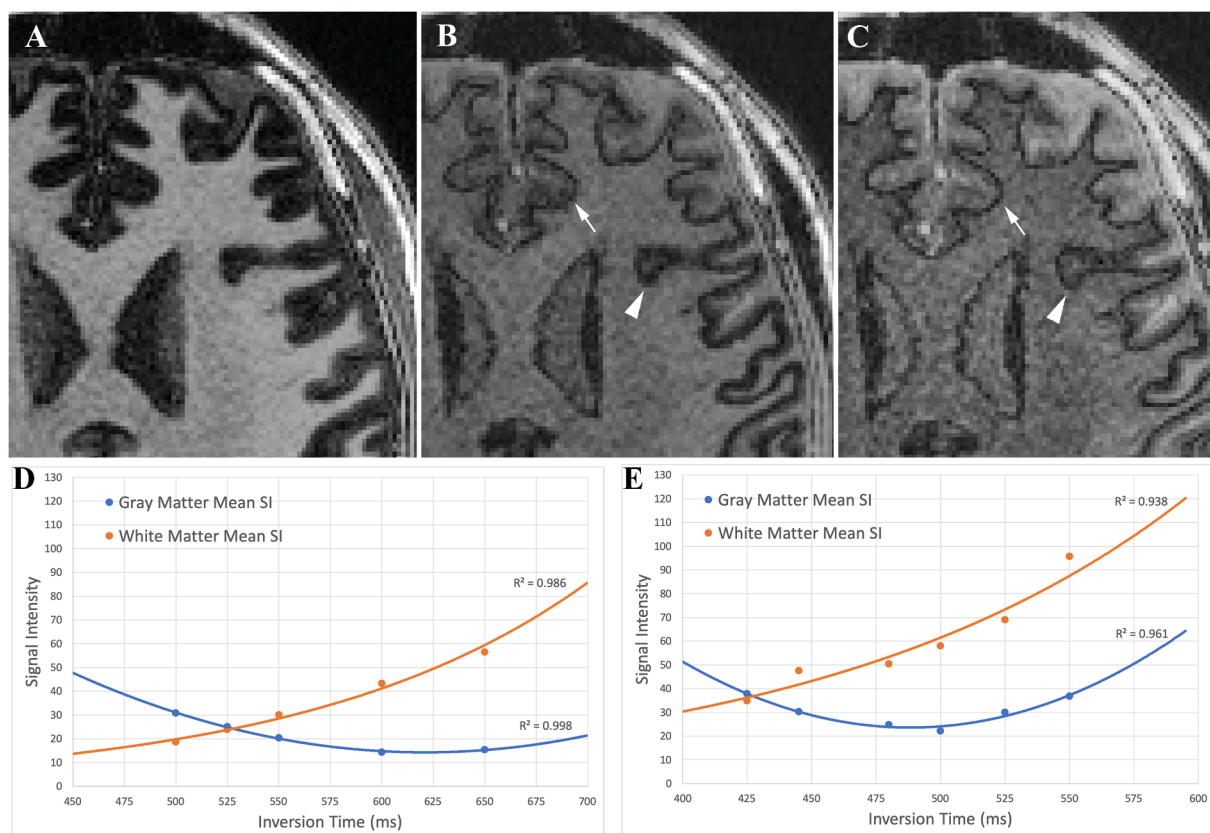 A
B
C
D
130
120
110
100
90
80
70
60
50
40
30
20
10
0
Signal Intensity
Gray Matter Mean SI
White Matter Mean SI
R² = 0.986
R² = 0.998
450 475 500 525 550 575 600 625 650 675 700
Inversion Time (ms)
E
130
120
110
100
90
80
70
60
50
40
30
20
10
0
Signal Intensity
Gray Matter Mean SI
White Matter Mean SI
R² = 0.938
R² = 0.961
400 425 450 475 500 525 550 575 600
Inversion Time (ms)